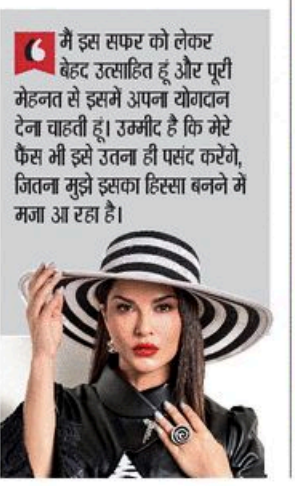 मैं इस सफर को लेकर
बेहद उत्साहित हूं और पूरी
मेहनत से इसमें अपना योगदान
देना चाहती हूं। उम्मीद है कि मेरे
फैंस भी इसे उतना ही पसंद करेंगे,
जितना मुझे इसका हिस्सा बनने में
मजा आ रहा है।